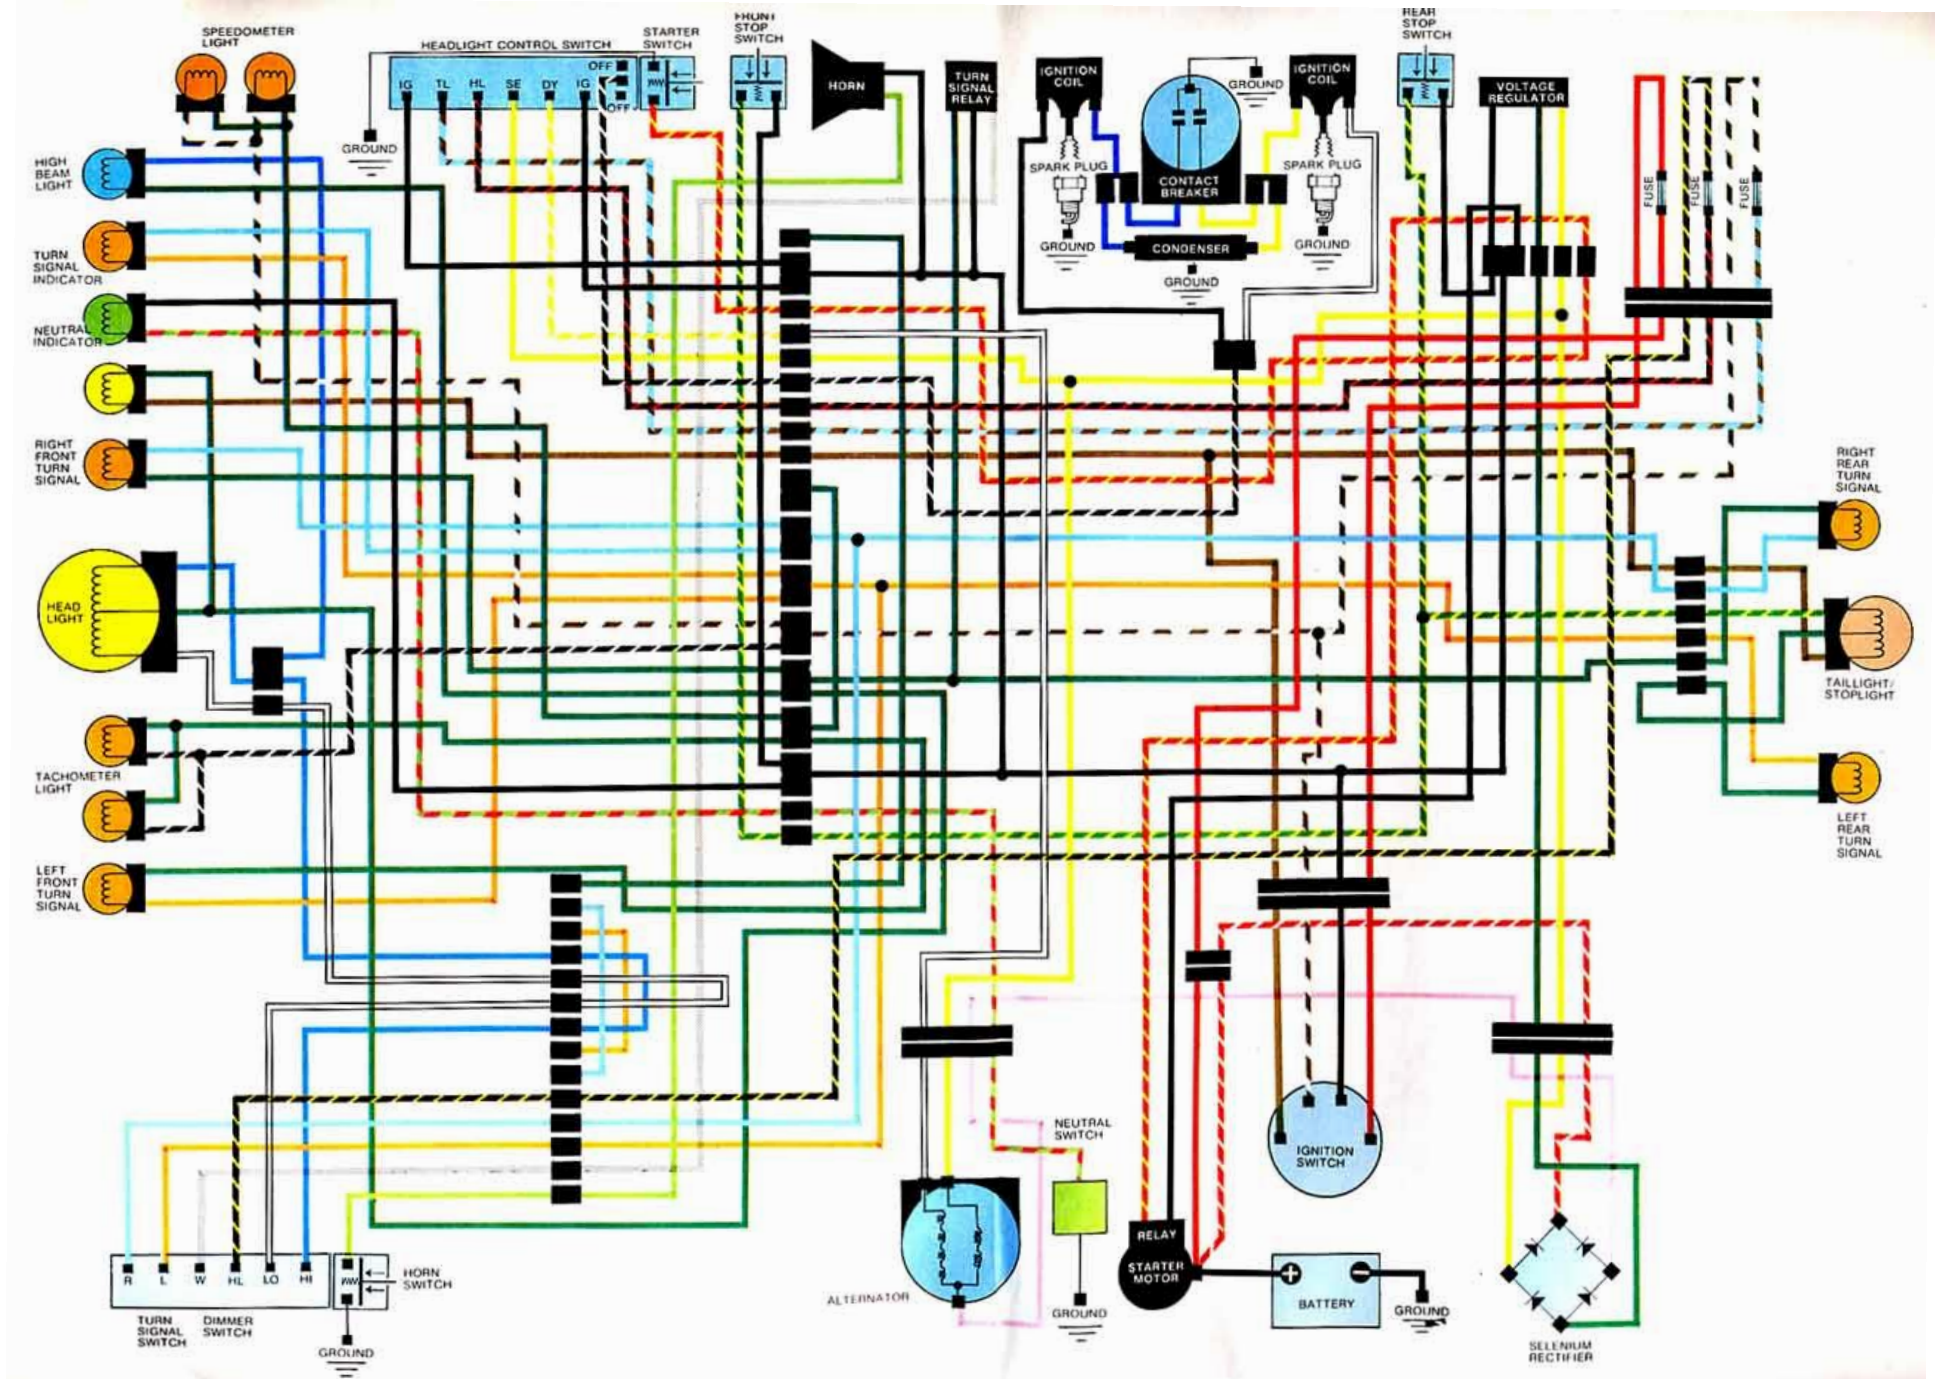 SPEEDOMETER
LIGHT
HEADLIGHT CONTROL SWITCH
STARTER
SWITCH
FRONT
STOP
SWITCH
REAR
STOP
SWITCH
IG
TL
HL
SE
DY
IG
OFF
OFF
HORN
TURN
SIGNAL
RELAY
IGNITION
COIL
GROUND
IGNITION
COIL
VOLTAGE
REGULATOR
GROUND
HIGH
BEAM
LIGHT
SPARK PLUG
CONTACT
BREAKER
SPARK PLUG
FUSE
FUSE
FUSE
GROUND
CONDENSER
GROUND
GROUND
TURN
SIGNAL
INDICATOR
NEUTRAL
INDICATOR
RIGHT
FRONT
TURN
SIGNAL
RIGHT
REAR
TURN
SIGNAL
HEAD
LIGHT
TAILLIGHT/
STOPLIGHT
TACHOMETER
LIGHT
LEFT
REAR
TURN
SIGNAL
LEFT
FRONT
TURN
SIGNAL
NEUTRAL
SWITCH
IGNITION
SWITCH
RELAY
STARTER
MOTOR
R
L
W
HL
LO
HI
HORN
SWITCH
ALTERNATOR
GROUND
BATTERY
GROUND
TURN
SIGNAL
SWITCH
DIMMER
SWITCH
GROUND
SELENIUM
RECTIFIER